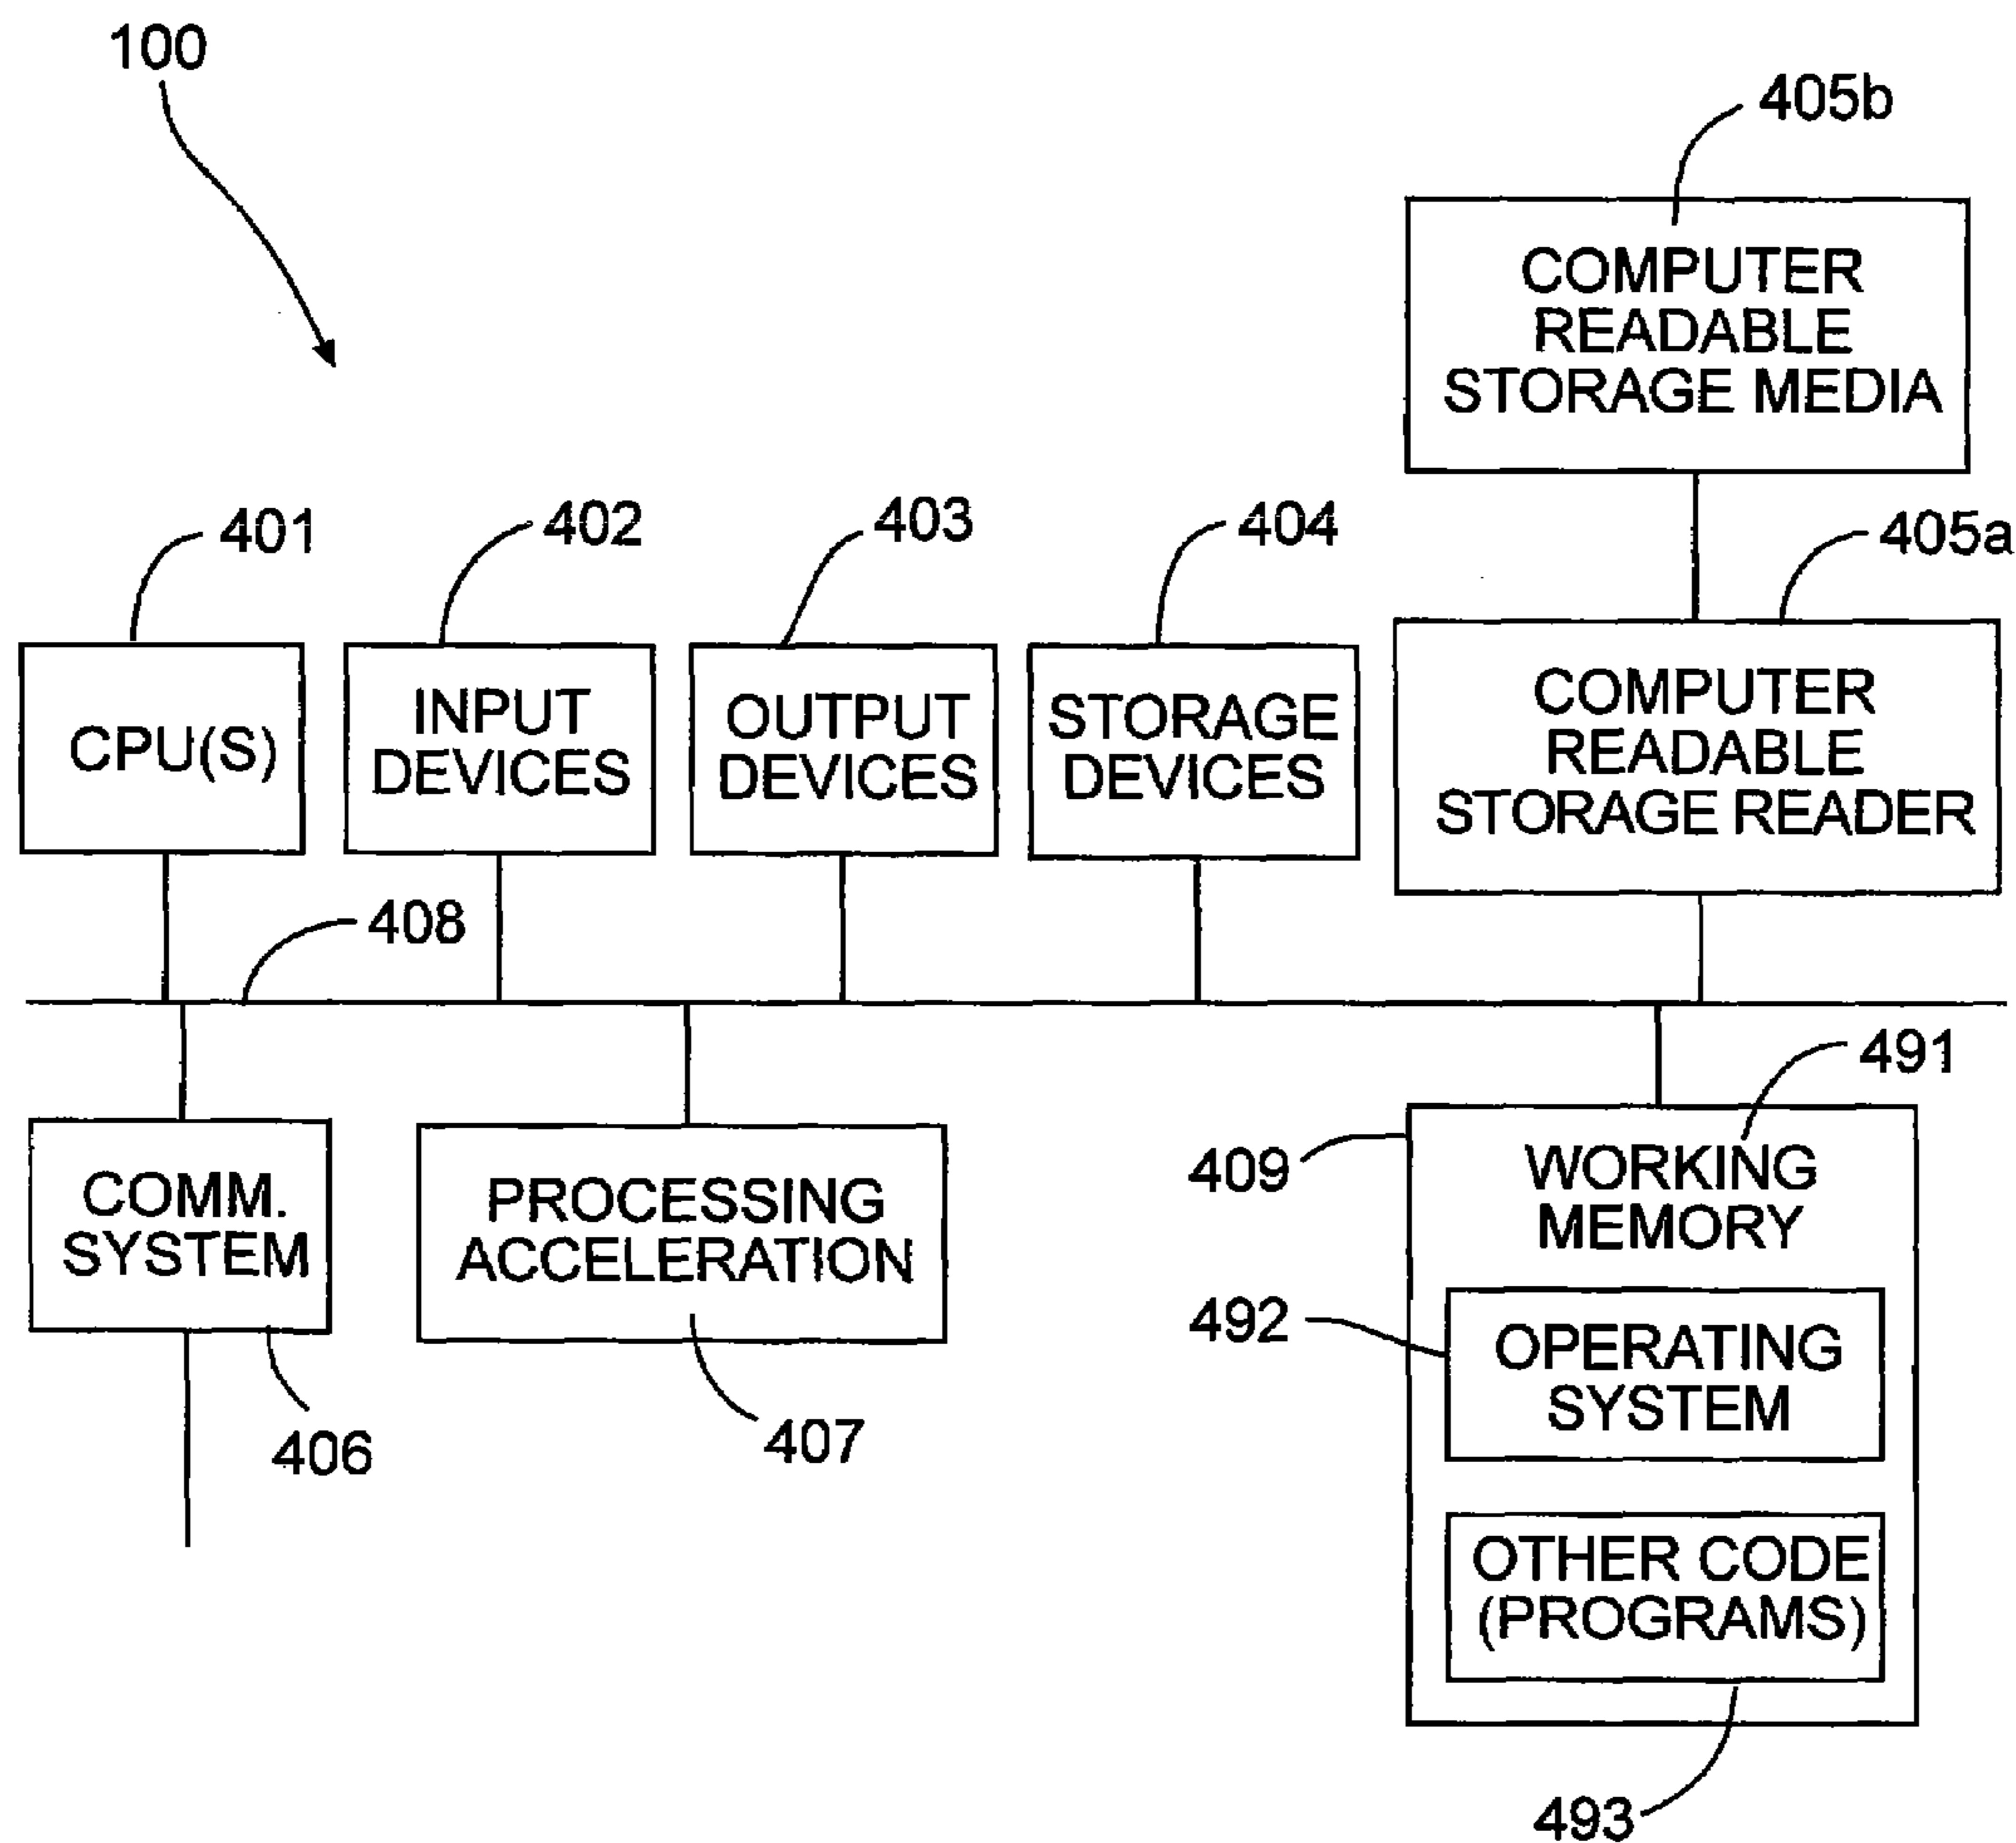 100
405b
COMPUTER
READABLE
STORAGE MEDIA
401
402
403
404
405a
CPU(S)
INPUT
DEVICES
OUTPUT
DEVICES
STORAGE
DEVICES
COMPUTER
READABLE
STORAGE READER
408
491
409
COMM.
SYSTEM
PROCESSING
ACCELERATION
WORKING
MEMORY
492
OPERATING
SYSTEM
406
407
OTHER CODE
(PROGRAMS)
493